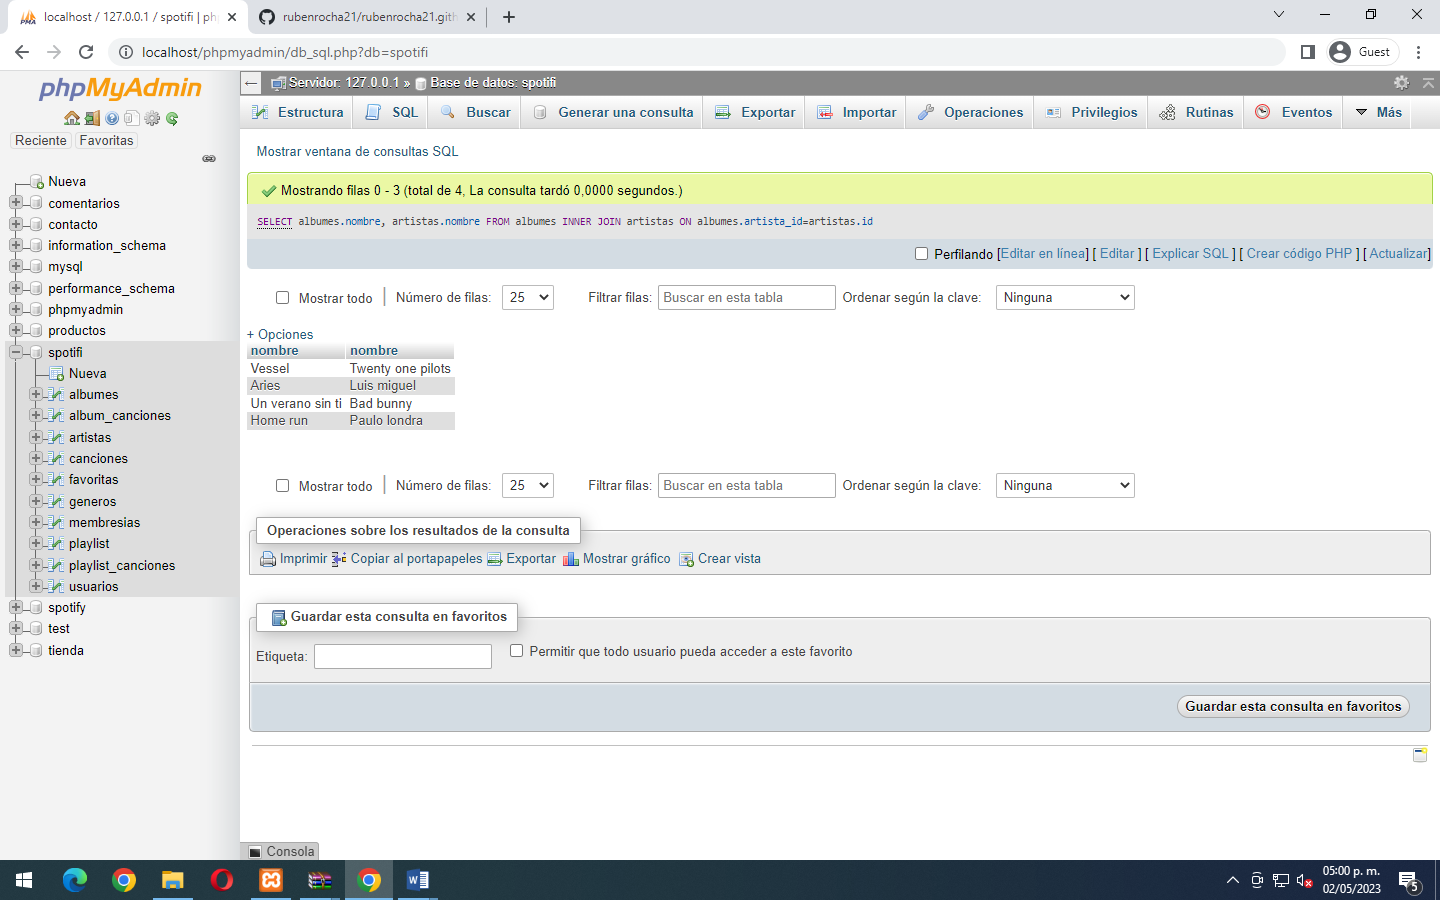 localhost / 127.0.0.1 / spotifi | ph
rubenrocha21/rubenrocha21.gith
localhost/phpmyadmin/db_sql.php?db=spotifi
Guest
phpMyAdmin
Reciente Favoritas
Nueva
comentarios
contacto
information_schema
mysql
performance_schema
phpmyadmin
productos
spotifi
Nueva
albumes
album_canciones
artistas
canciones
favoritas
generos
membresias
playlist
playlist_canciones
usuarios
spotify
test
tienda
Servidor: 127.0.0.1 » Base de datos: spotifi
Estructura SQL Buscar Generar una consulta Exportar Importar Operaciones Privilegios Rutinas Eventos Más
Mostrar ventana de consultas SQL
Mostrando filas 0 - 3 (total de 4, La consulta tardó 0,0000 segundos.)
SELECT albumes.nombre, artistas.nombre FROM albumes INNER JOIN artistas ON albumes.artista_id=artistas.id
Perfilando [Editar en línea] [ Editar ] [ Explicar SQL ] [ Crear código PHP ] [ Actualizar]
Mostrar todo | Número de filas: 25 Filtrar filas: Buscar en esta tabla Ordenar según la clave: Ninguna
+ Opciones
nombre nombre
Vessel Twenty one pilots
Aries Luis miguel
Un verano sin ti Bad bunny
Home run Paulo londra
Mostrar todo | Número de filas: 25 Filtrar filas: Buscar en esta tabla Ordenar según la clave: Ninguna
Operaciones sobre los resultados de la consulta
Imprimir Copiar al portapapeles Exportar Mostrar gráfico Crear vista
Guardar esta consulta en favoritos
Etiqueta: Permitir que todo usuario pueda acceder a este favorito
Guardar esta consulta en favoritos
Consola
05:00 p. m.
02/05/2023
5